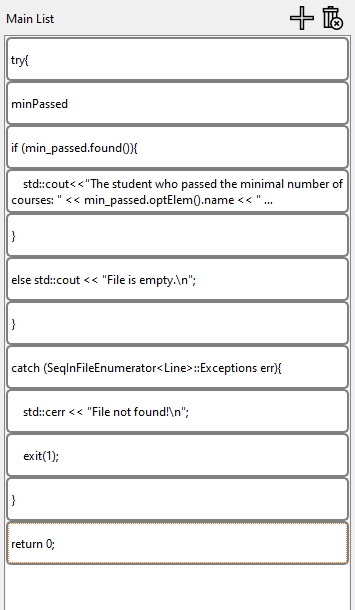 Main List
try{
minPassed
if (min_passed.found()){
std::cout<<"The student who passed the minimal number of
courses: " << min_passed.optElem().name << " ...
}
else std::cout << "File is empty.\n";
}
catch (SeqInFileEnumerator<Line>::Exceptions err){
std::cerr << "File not found!\n";
exit(1);
}
return 0;